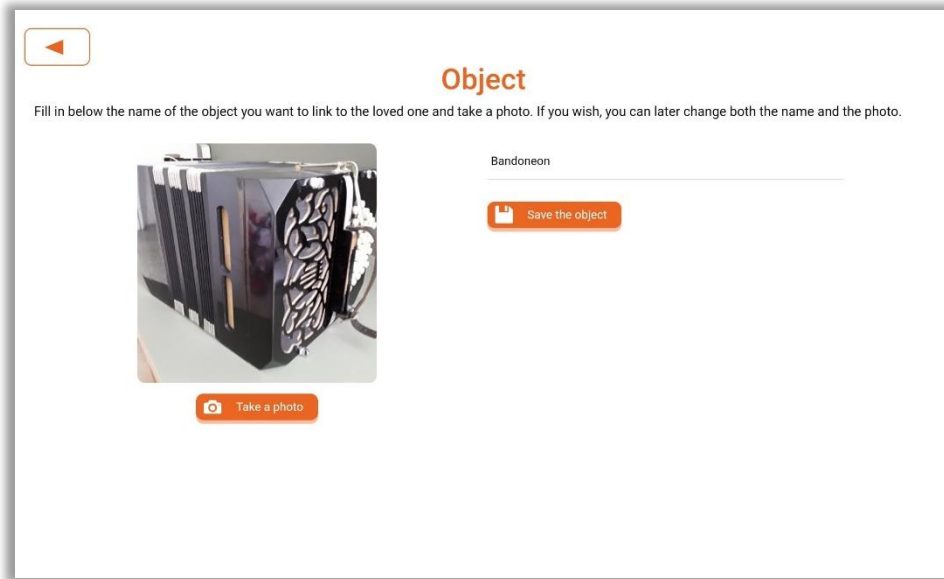 Object
Fill in below the name of the object you want to link to the loved one and take a photo. If you wish, you can later change both the name and the photo.
Bandoneon
Save the object
Take a photo